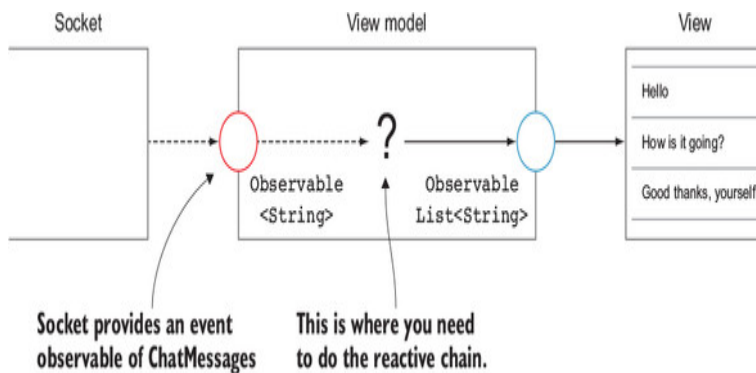 Socket
View model
View
Hello
How is it going?
Good thanks, yourself
?
Observable
<String>
Observable
List<String>
Socket provides an event
observable of ChatMessages
This is where you need
to do the reactive chain.